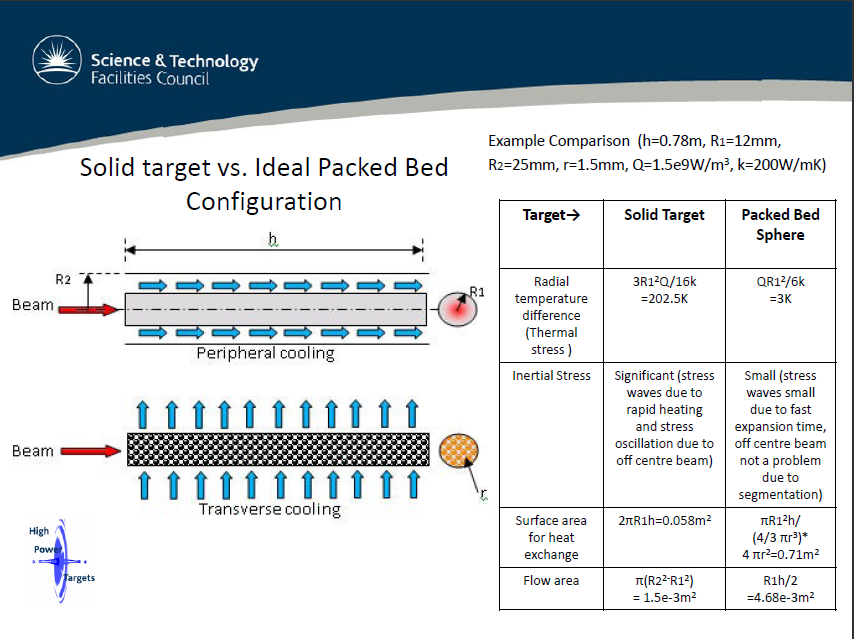 Science & Technology
Facilities Council
Example Comparison (h=0.78m, R1=12mm,
R2=25mm, r=1.5mm, Q=1.5e9W/m³, k=200W/mK)
Solid target vs. Ideal Packed Bed
Configuration
h
R2
R1
Beam
Peripheral cooling
Beam
r
Transverse cooling
High
Power
Targets
Target→
Solid Target
Packed Bed
Sphere
Radial
temperature
difference
(Thermal
stress )
3R1²Q/16k
=202.5K
QR1²/6k
=3K
Inertial Stress
Significant (stress
waves due to
rapid heating
and stress
oscillation due to
off centre beam)
Small (stress
waves small
due to fast
expansion time,
off centre beam
not a problem
due to
segmentation)
Surface area
for heat
exchange
2πR1h=0.058m²
πR1²h/
(4/3 πr³)*
4 πr²=0.71m²
Flow area
π(R2²-R1²)
= 1.5e-3m²
R1h/2
=4.68e-3m²